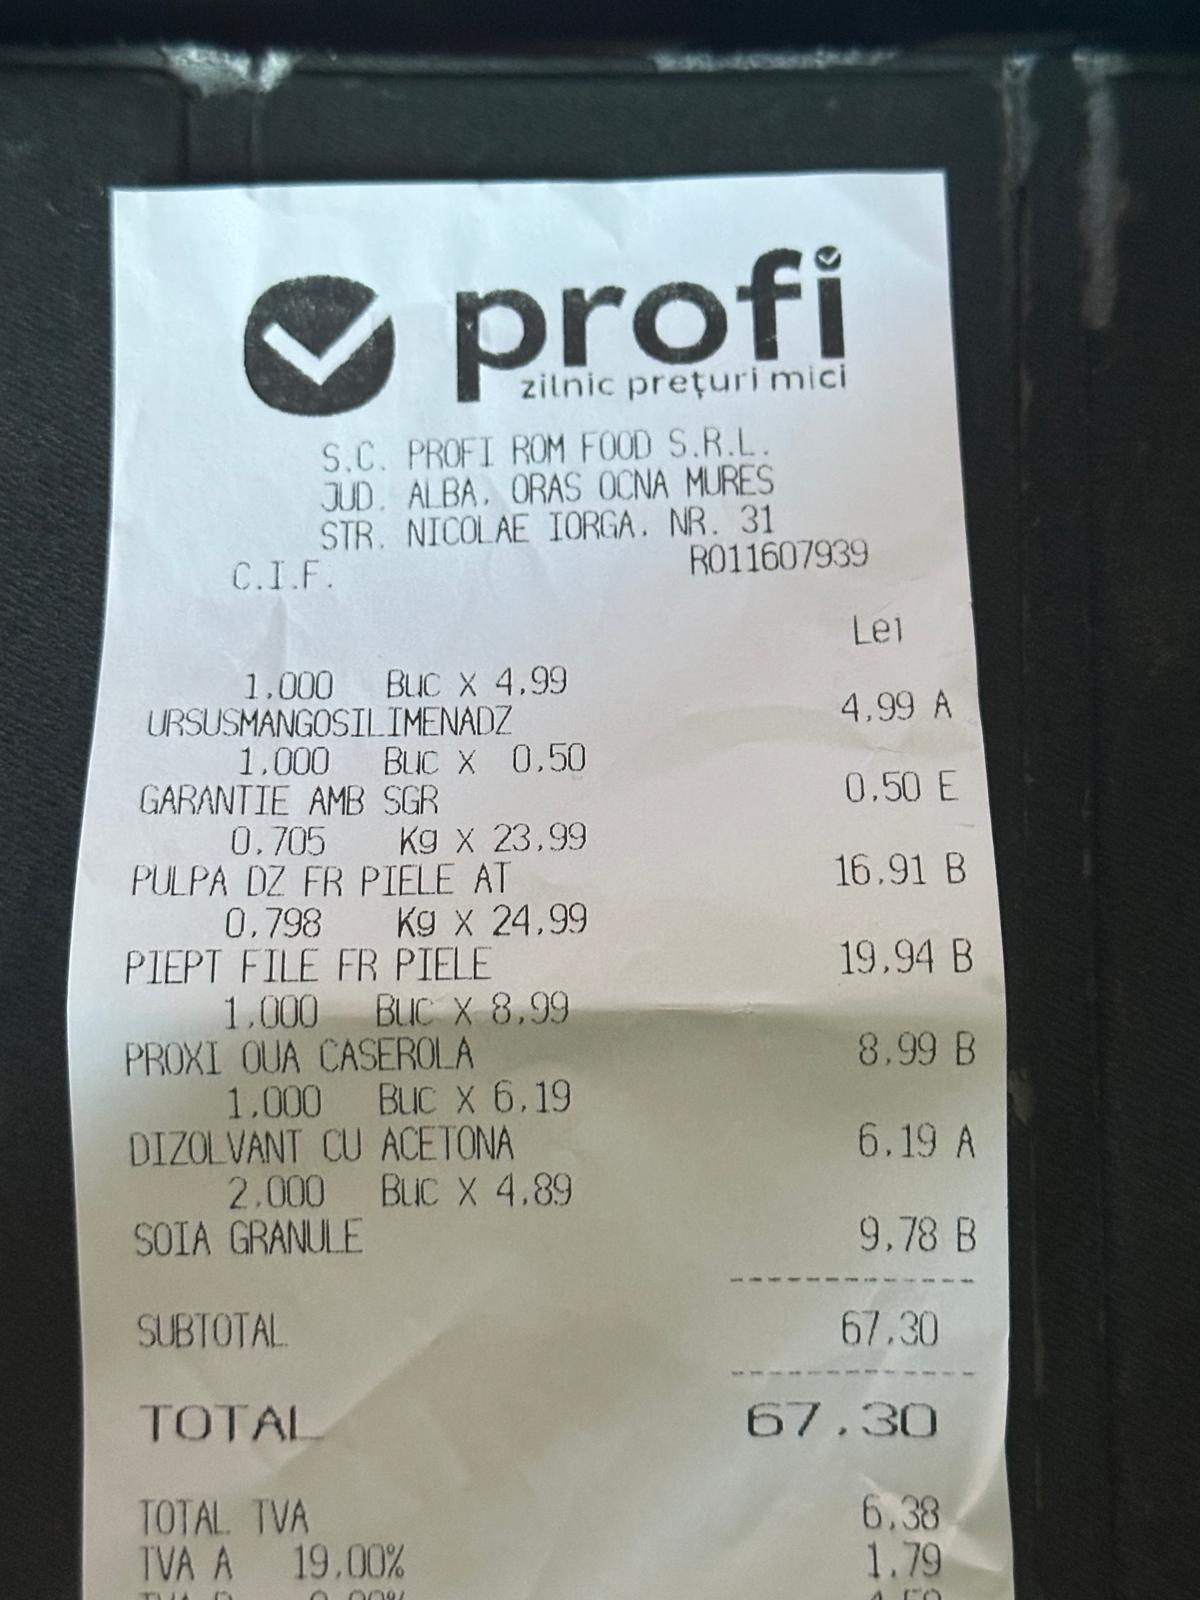 profi
zilnic prețuri mici
S.C. PROFI ROM FOOD S.R.L.
JUD. ALBA, ORAS OCNA MURES
STR. NICOLAE IORGA, NR. 31
C.I.F. RO11607939
Lei
1,000 Buc X 4,99
URSUSMANGOSILIMENADZ 4,99 A
1,000 Buc X 0,50
GARANTIE AMB SGR 0,50 E
0,705 Kg X 23,99
PULPA DZ FR PIELE AT 16,91 B
0,798 Kg X 24,99
PIEPT FILE FR PIELE 19,94 B
1,000 Buc X 8,99
PROXI OUA CASEROLA 8,99 B
1,000 Buc X 6,19
DIZOLVANT CU ACETONA 6,19 A
2,000 Buc X 4,89
SOIA GRANULE 9,78 B
SUBTOTAL 67,30
TOTAL 67,30
TOTAL TVA 6,38
TVA A 19,00% 1,79